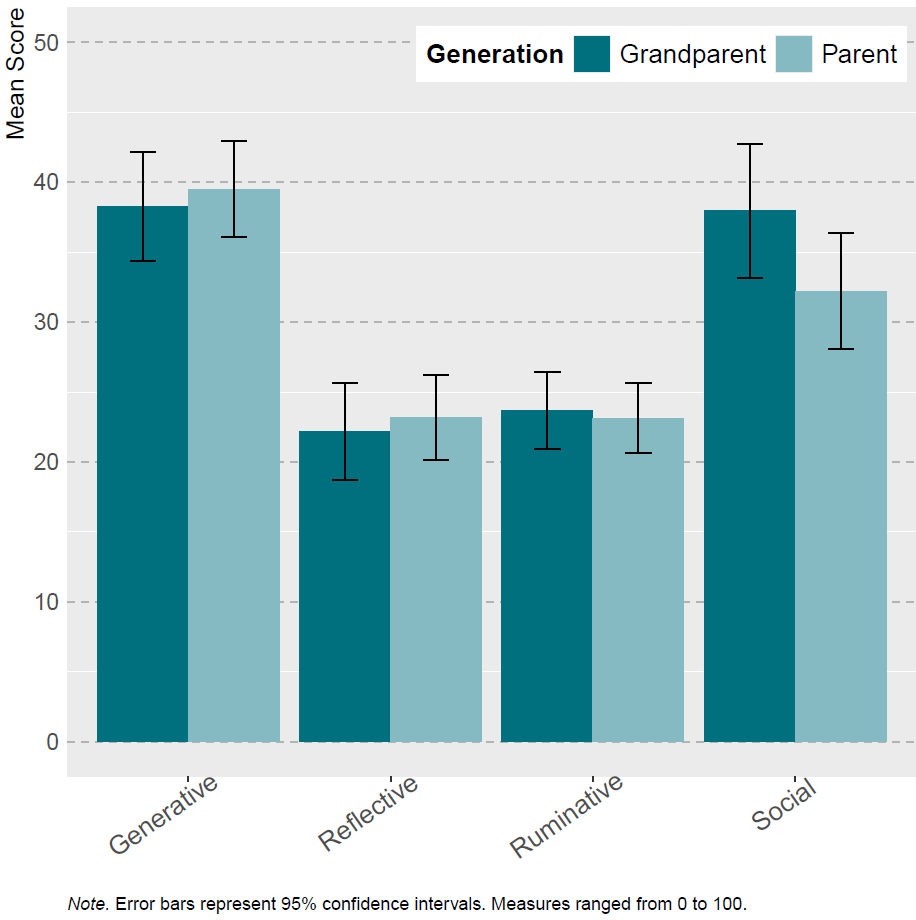 Mean Score
Generation Grandparent Parent
50
40
30
20
10
0
Generative Reflective Ruminative Social
Note. Error bars represent 95% confidence intervals. Measures ranged from 0 to 100.